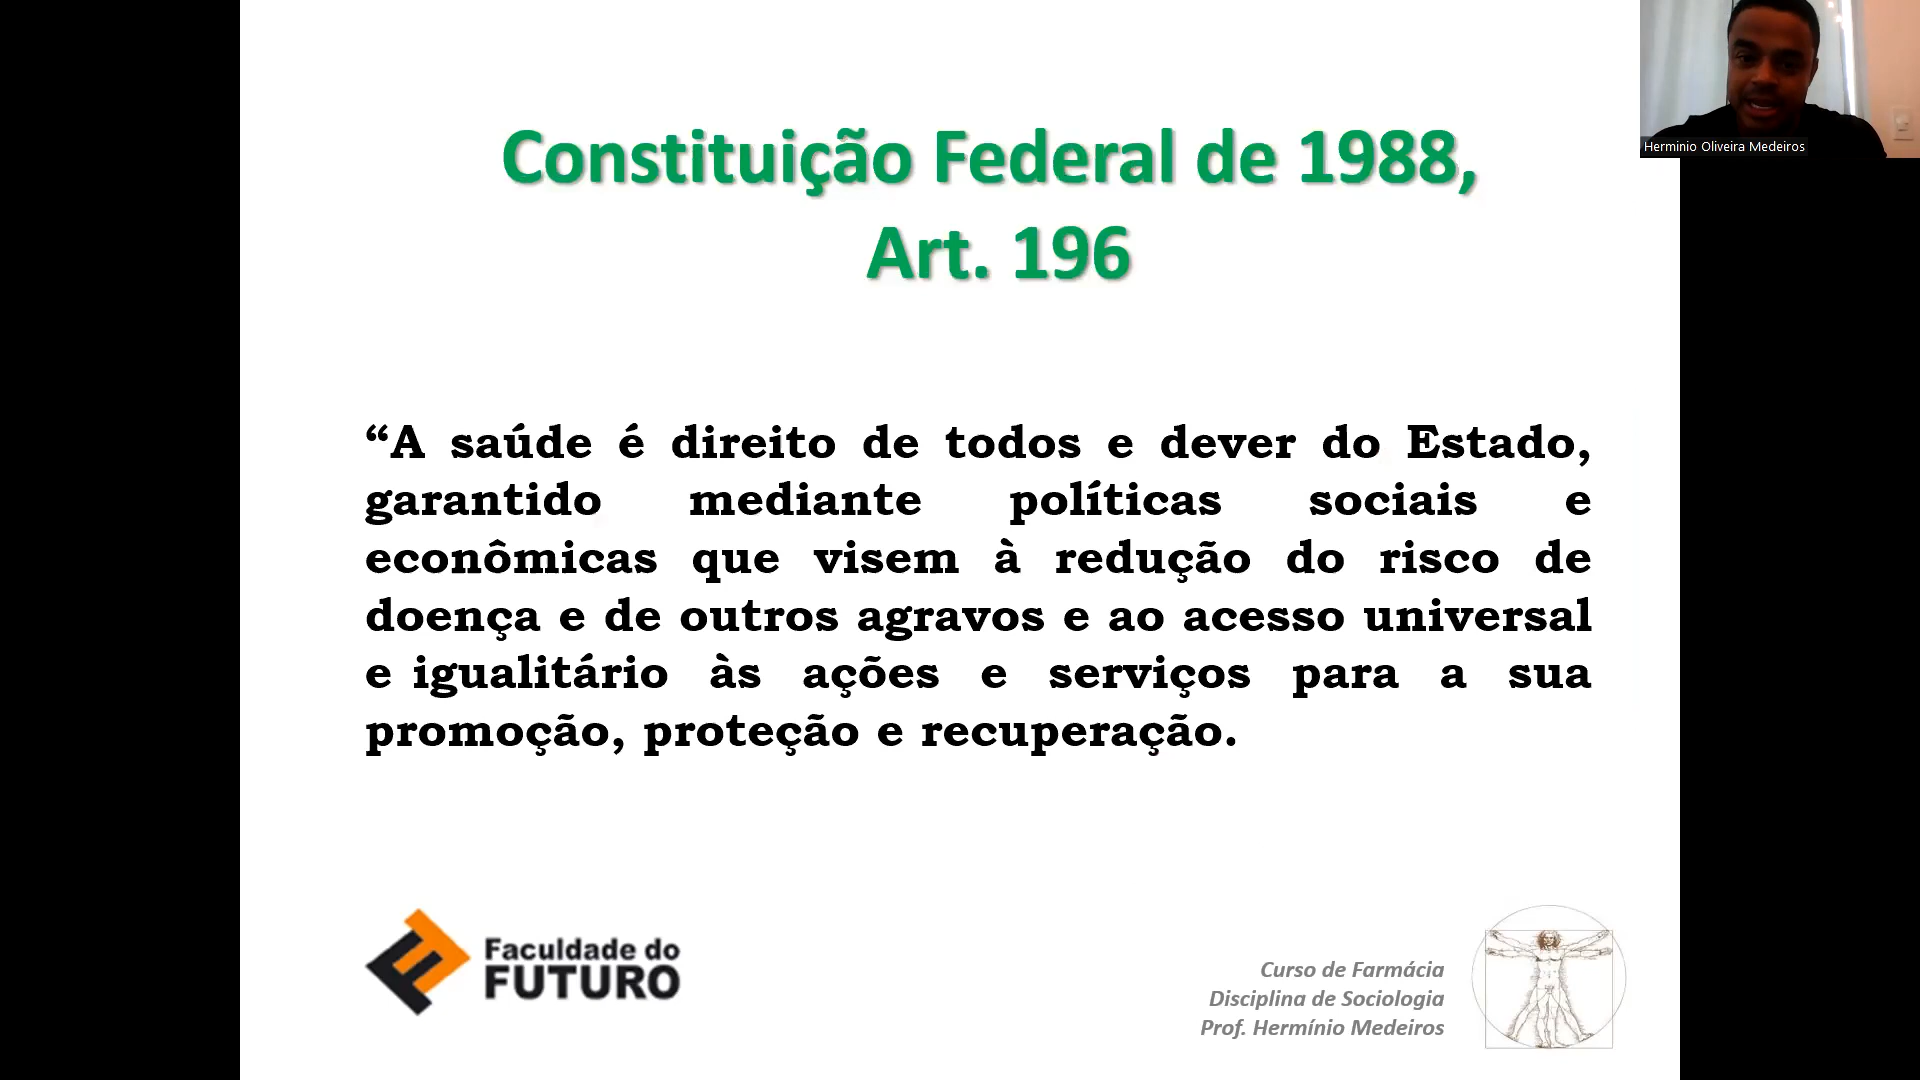 Herminio Oliveira Medeiros
Constituição Federal de 1988,
Art. 196
“A saúde é direito de todos e dever do Estado,
garantido mediante políticas sociais e
econômicas que visem à redução do risco de
doença e de outros agravos e ao acesso universal
e igualitário às ações e serviços para a sua
promoção, proteção e recuperação.
Faculdade do
FUTURO
Curso de Farmácia
Disciplina de Sociologia
Prof. Hermínio Medeiros